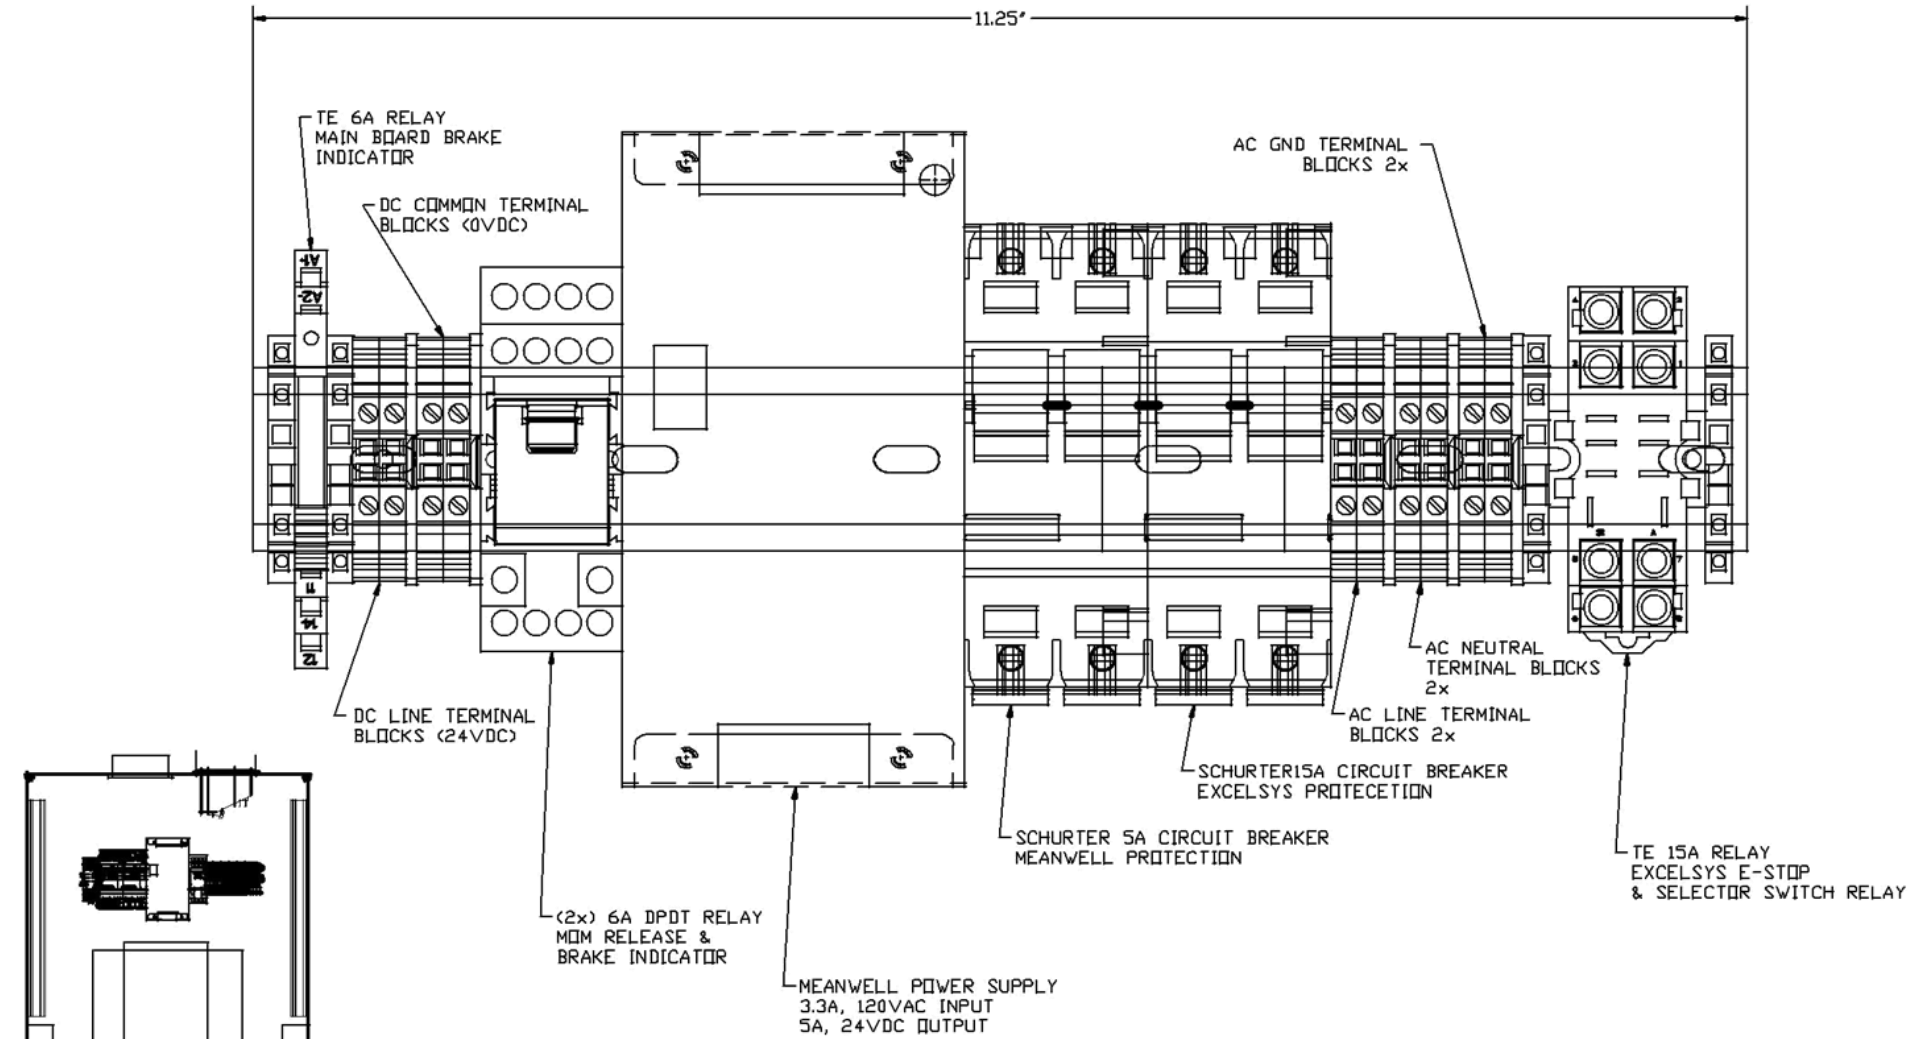 11.25"
TE 6A RELAY
MAIN BOARD BRAKE
INDICATOR
DC COMMON TERMINAL
BLOCKS (0VDC)
AC GND TERMINAL
BLOCKS 2x
A1-
A2-
11
14
12
DC LINE TERMINAL
BLOCKS (24VDC)
AC NEUTRAL
TERMINAL BLOCKS
2x
AC LINE TERMINAL
BLOCKS 2x
SCHURTER15A CIRCUIT BREAKER
EXCELSYS PROTECETION
SCHURTER 5A CIRCUIT BREAKER
MEANWELL PROTECTION
TE 15A RELAY
EXCELSYS E-STOP
& SELECTOR SWITCH RELAY
(2x) 6A DPDT RELAY
MOM RELEASE &
BRAKE INDICATOR
MEANWELL POWER SUPPLY
3.3A, 120VAC INPUT
5A, 24VDC OUTPUT